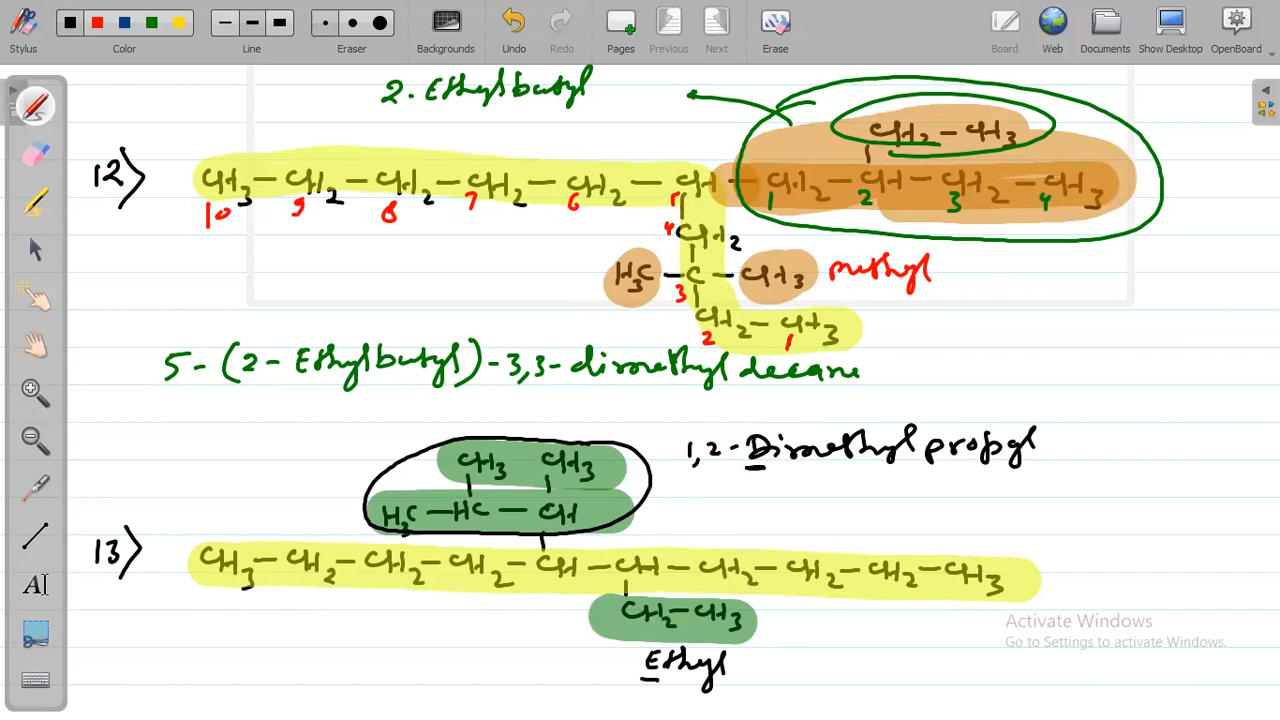 Stylus Color Line Eraser Backgrounds Undo Redo Pages Previous Next Erase Board Web Documents Show Desktop OpenBoard
2-Ethylbutyl
CH2-CH3
12) CH3-CH2-CH2-CH2-CH2-CH-CH2-CH-CH2-CH3
10 9 8 7 6 5 1 2 3 4
4 CH2
H3C-C-CH3 methyl
3
CH2-CH3
2 1
5-(2-Ethylbutyl)-3,3-dimethyl decane
CH3 CH3 1,2-Dimethyl propyl
H3C-HC-CH
13) CH3-CH2-CH2-CH2-CH-CH-CH2-CH2-CH2-CH3
CH2-CH3
Ethyl
Activate Windows
Go to Settings to activate Windows.